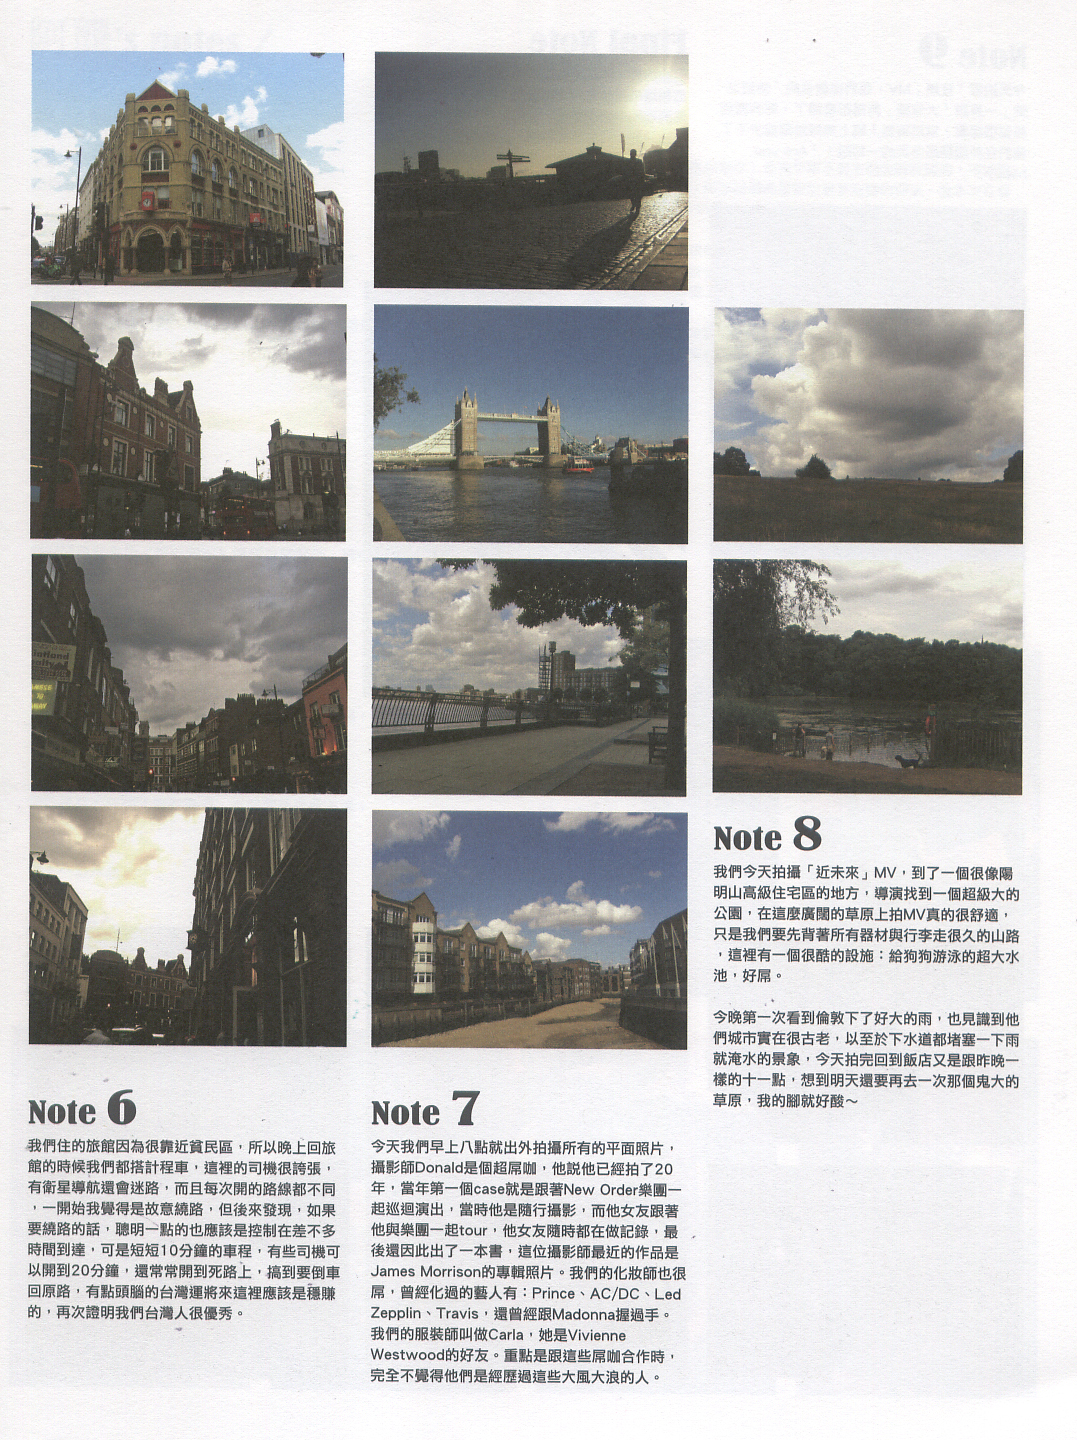 Note 6
我們住的旅館因為很靠近貧民區，所以晚上回旅
館的時候我們都搭計程車，這裡的司機很誇張，
有衛星導航還會迷路，而且每次開的路線都不同
，一開始我覺得是故意繞路，但後來發現，如果
要繞路的話，聰明一點的也應該是控制在差不多
時間到達，可是短短10分鐘的車程，有些司機可
以開到20分鐘，還常常開到死路上，搞到要倒車
回原路，有點頭腦的台灣運將來這裡應該是穩賺
的，再次證明我們台灣人很優秀。
Note 7
今天我們早上八點就出外拍攝所有的平面照片，
攝影師Donald是個超屌咖，他說他已經拍了20
年，當年第一個case就是跟著New Order樂團一
起巡迴演出，當時他是隨行攝影，而他女友跟著
他與樂團一起tour，他女友隨時都在做記錄，最
後還因此出了一本書，這位攝影師最近的作品是
James Morrison的專輯照片。我們的化妝師也很
屌，曾經化過的藝人有：Prince、AC/DC、Led
Zepplin、Travis，還曾經跟Madonna握過手。
我們的服裝師叫做Carla，她是Vivienne
Westwood的好友。重點是跟這些屌咖合作時，
完全不覺得他們是經歷過這些大風大浪的人。
Note 8
我們今天拍攝「近未來」MV，到了一個很像陽
明山高級住宅區的地方，導演找到一個超級大的
公園，在這麼廣闊的草原上拍MV真的很舒適，
只是我們要先背著所有器材與行李走很久的山路
，這裡有一個很酷的設施：給狗狗游泳的超大水
池，好屌。
今晚第一次看到倫敦下了好大的雨，也見識到他
們城市實在很古老，以至於下水道都堵塞一下雨
就淹水的景象，今天拍完回到飯店又是跟昨晚一
樣的十一點，想到明天還要再去一次那個鬼大的
草原，我的腳就好酸～